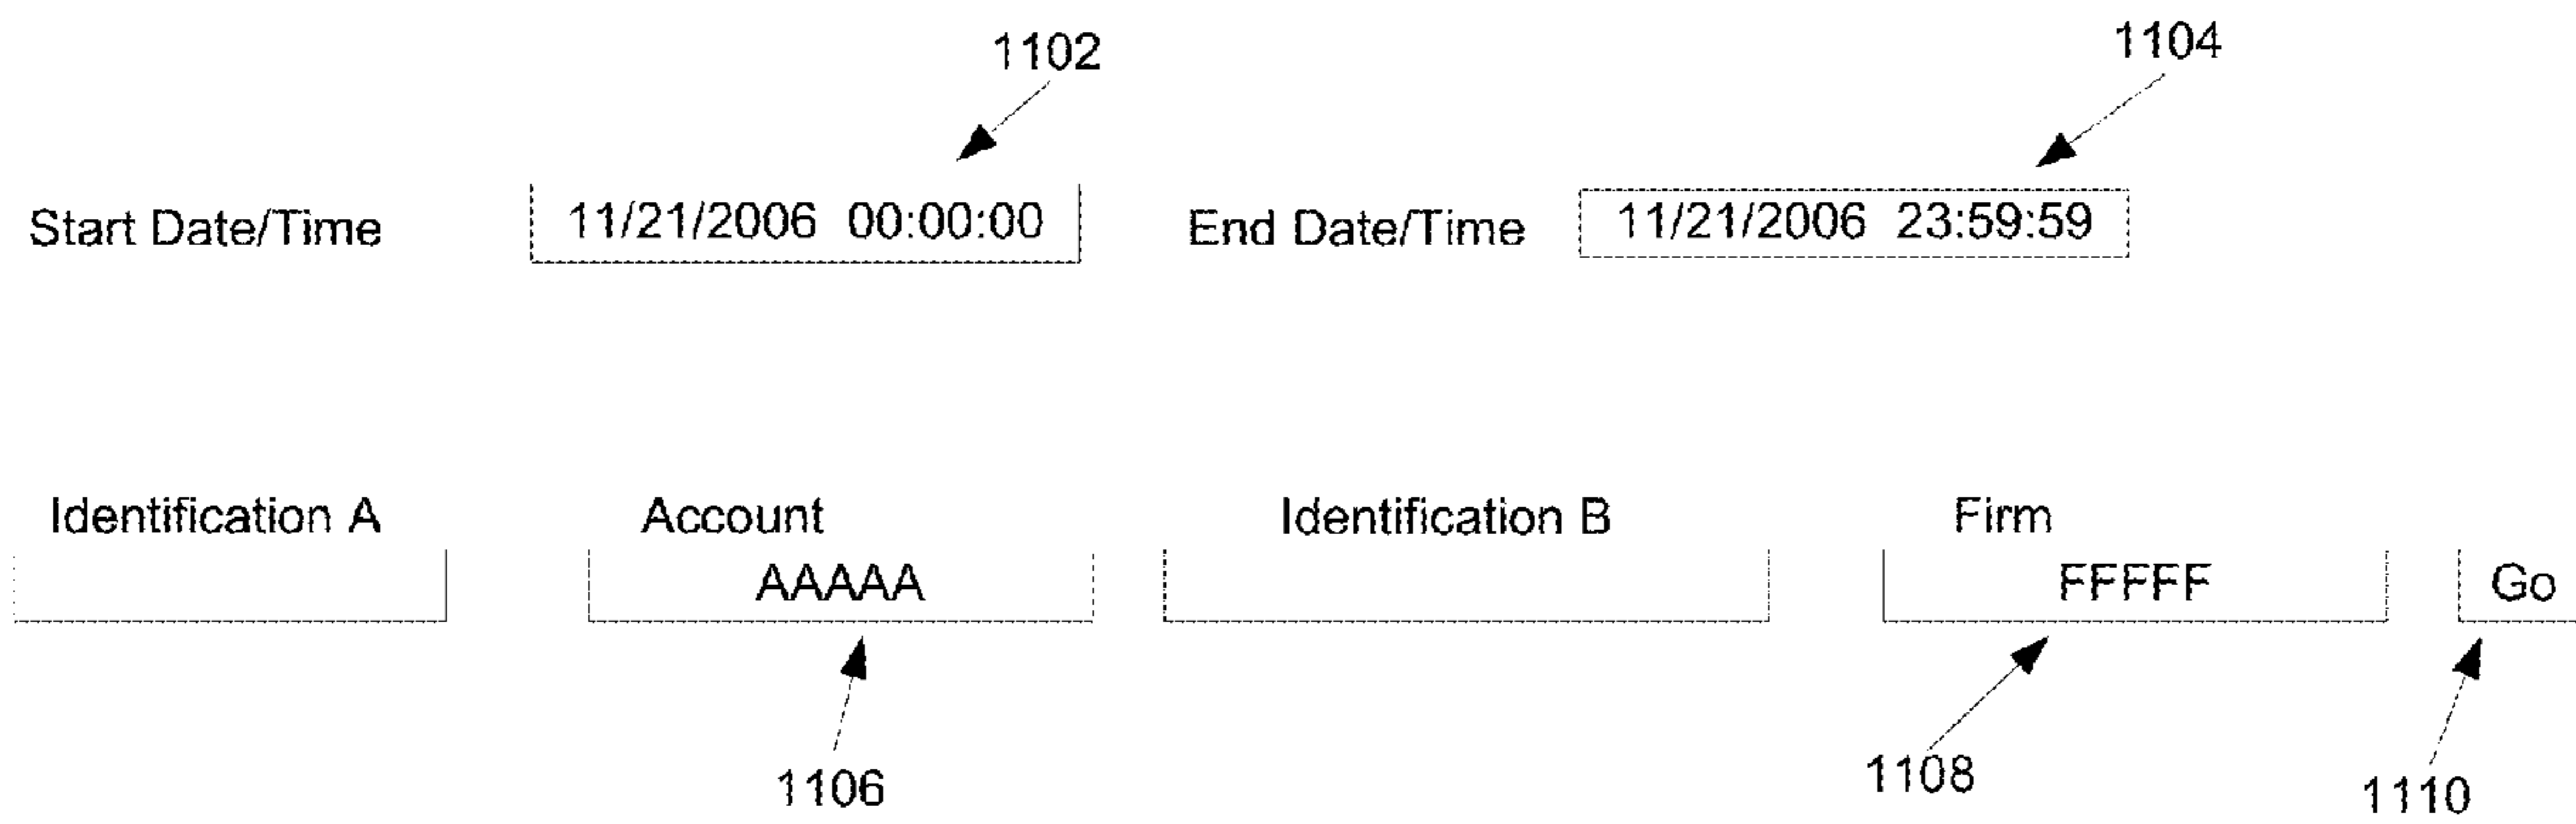 1102 1104
Start Date/Time 11/21/2006 00:00:00 End Date/Time 11/21/2006 23:59:59
Identification A Account Identification B Firm
AAAAA FFFFF Go
1106 1108 1110